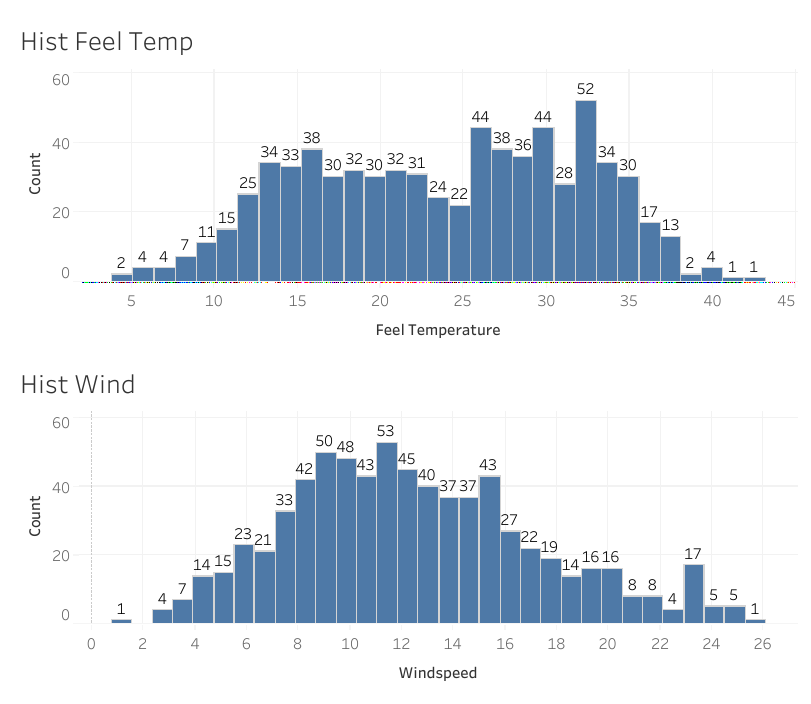 Hist Feel Temp
60
40
20
0
Count
2 4 4 7 11 15 25 34 33 38 30 32 30 32 31 24 22 44 38 36 44 28 52 34 30 17 13 2 4 1 1
5 10 15 20 25 30 35 40 45
Feel Temperature
Hist Wind
60
40
20
0
Count
1 4 7 14 15 23 21 33 42 50 48 43 53 45 40 37 37 43 27 22 19 14 16 16 8 8 4 17 5 5 1
0 2 4 6 8 10 12 14 16 18 20 22 24 26
Windspeed